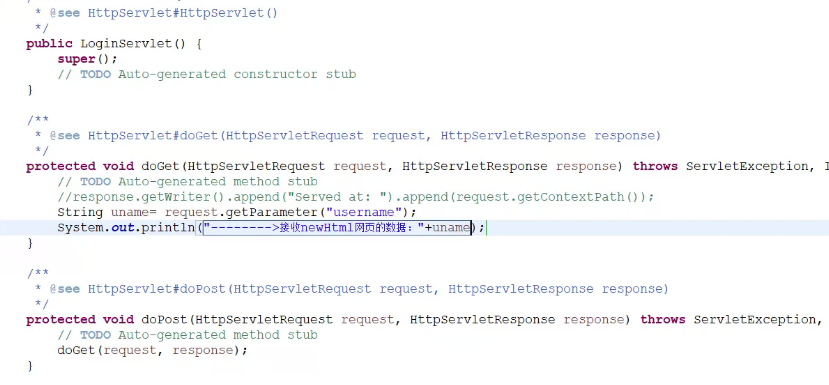 * @see HttpServlet#HttpServlet()
*/
public LoginServlet() {
super();
// TODO Auto-generated constructor stub
}
/**
* @see HttpServlet#doGet(HttpServletRequest request, HttpServletResponse response)
*/
protected void doGet(HttpServletRequest request, HttpServletResponse response) throws ServletException, I
// TODO Auto-generated method stub
//response.getWriter().append("Served at: ").append(request.getContextPath());
String uname= request.getParameter("username");
System.out.println("-------->接收newHtml网页的数据："+uname);
}
/**
* @see HttpServlet#doPost(HttpServletRequest request, HttpServletResponse response)
*/
protected void doPost(HttpServletRequest request, HttpServletResponse response) throws ServletException,
// TODO Auto-generated method stub
doGet(request, response);
}